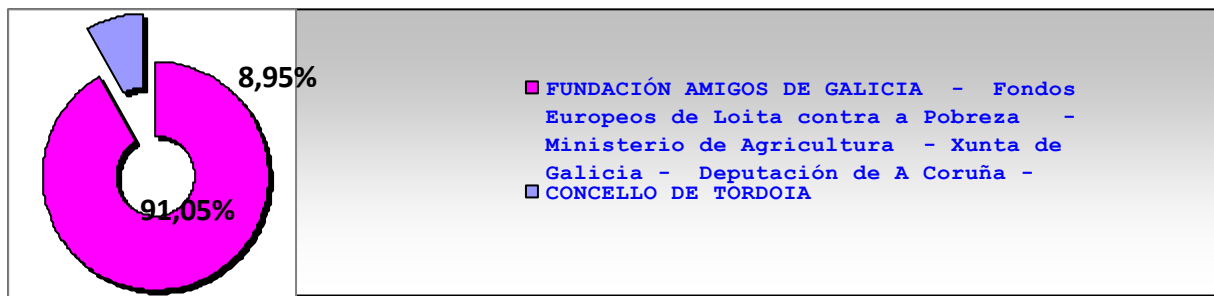 8,95%
91,05%
FUNDACIÓN AMIGOS DE GALICIA - Fondos
Europeos de Loita contra a Pobreza -
Ministerio de Agricultura - Xunta de
Galicia - Deputación de A Coruña -
CONCELLO DE TORDOIA